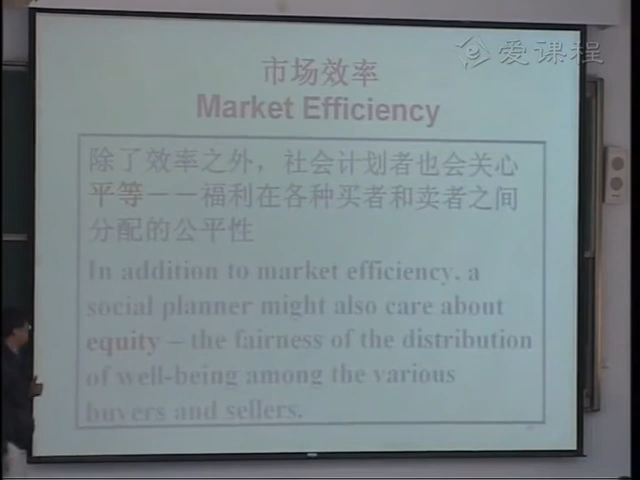 爱课程
市场效率
Market Efficiency
除了效率之外，社会计划者也会关心
平等－－福利在各种买者和卖者之间
分配的公平性
In addition to market efficiency, a
social planner might also care about
equity – the fairness of the distribution
of well-being among the various
buyers and sellers.